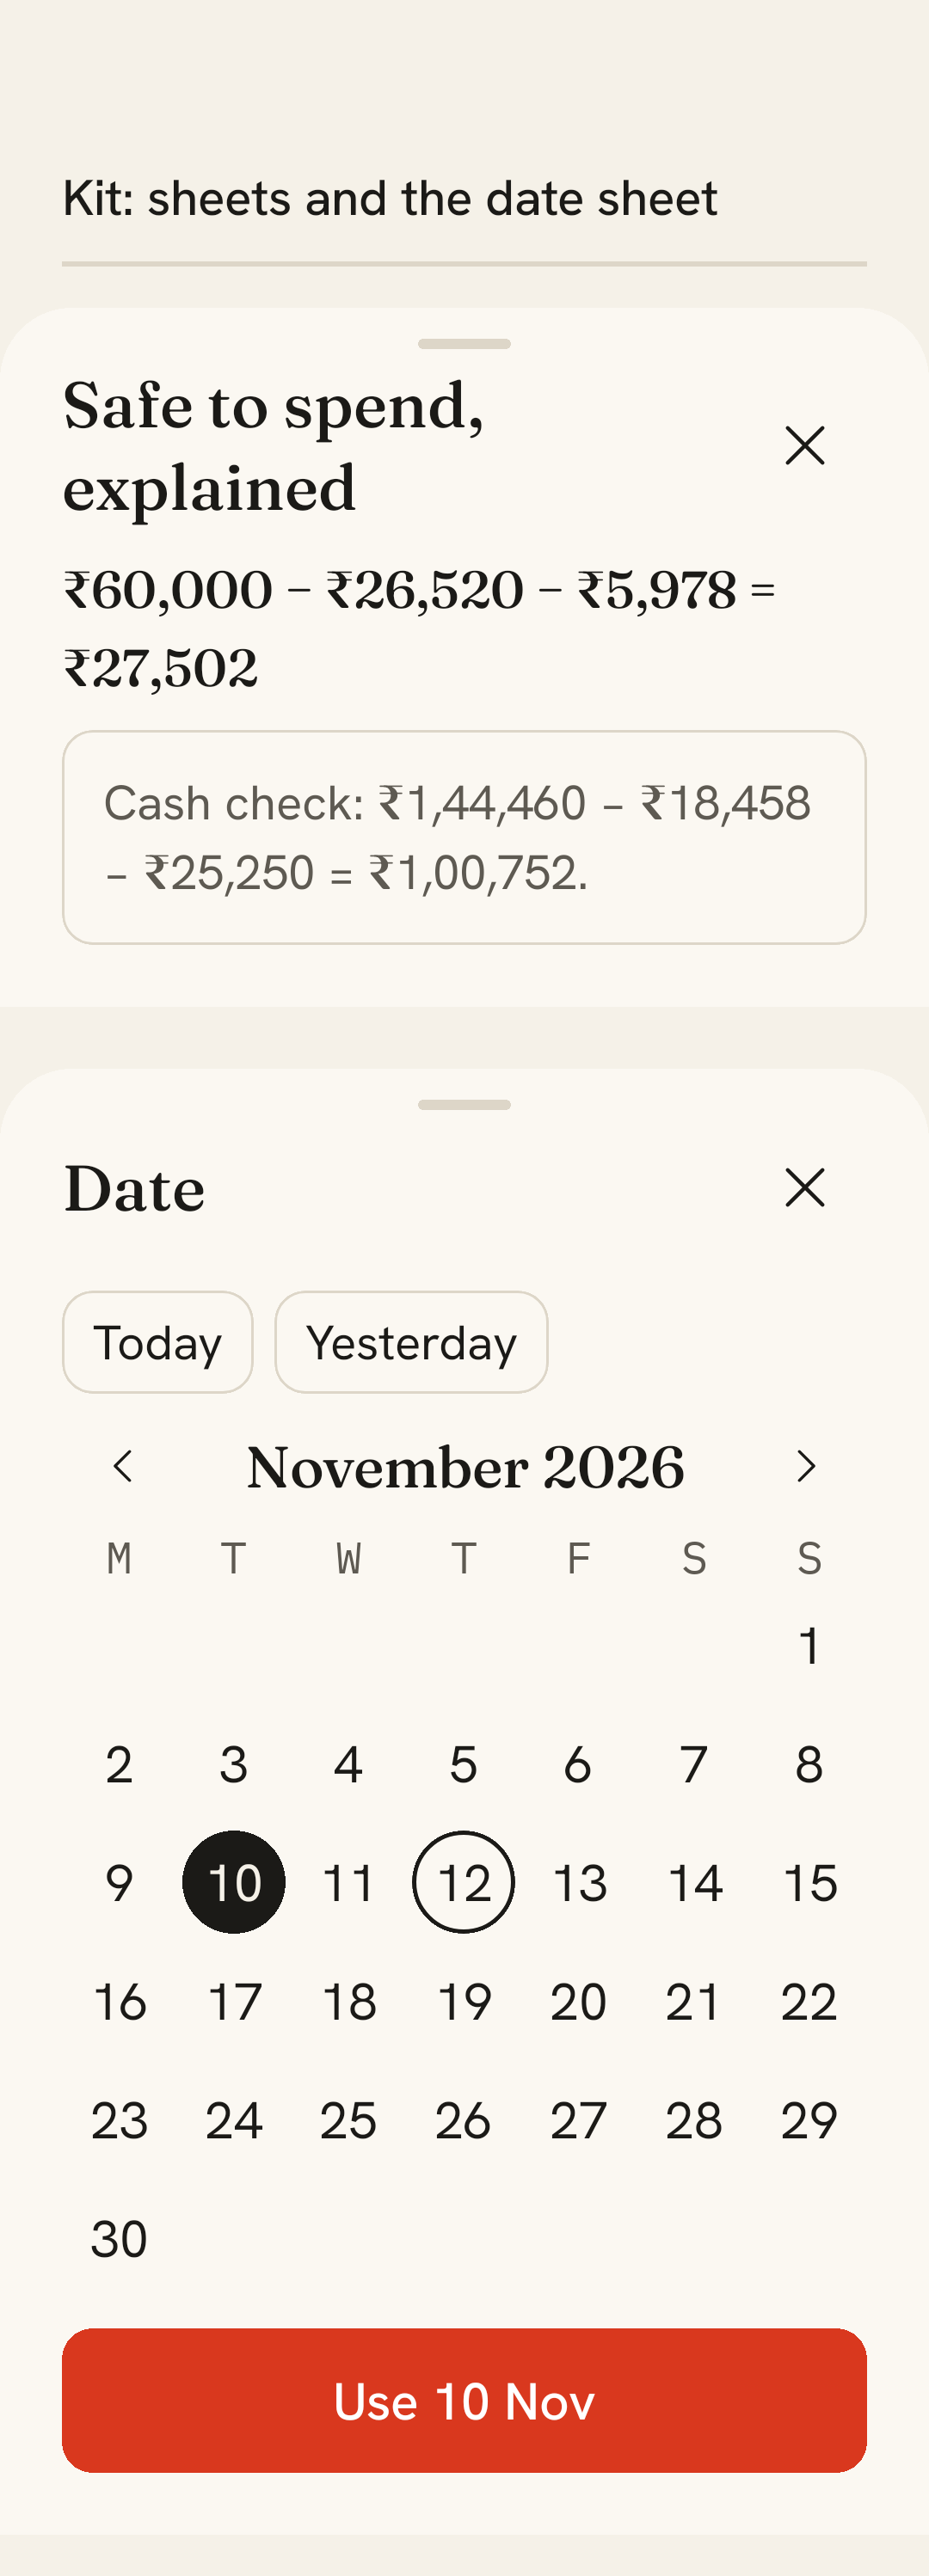 Kit: sheets and the date sheet
Safe to spend,
explained
₹60,000 – ₹26,520 – ₹5,978 =
₹27,502
Cash check: ₹1,44,460 – ₹18,458
– ₹25,250 = ₹1,00,752.
Date
Today Yesterday
November 2026
M T W T F S S
1
2 3 4 5 6 7 8
9 10 11 12 13 14 15
16 17 18 19 20 21 22
23 24 25 26 27 28 29
30
Use 10 Nov